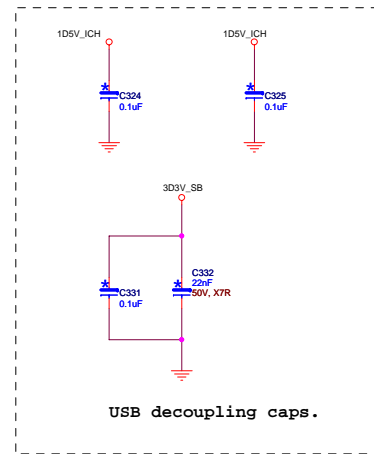 1D5V_ICH 1D5V_ICH
* *
C324 C325
0.1uF 0.1uF
3D3V_SB
C332
* * 22nF
C331 50V, X7R
0.1uF
USB decoupling caps.